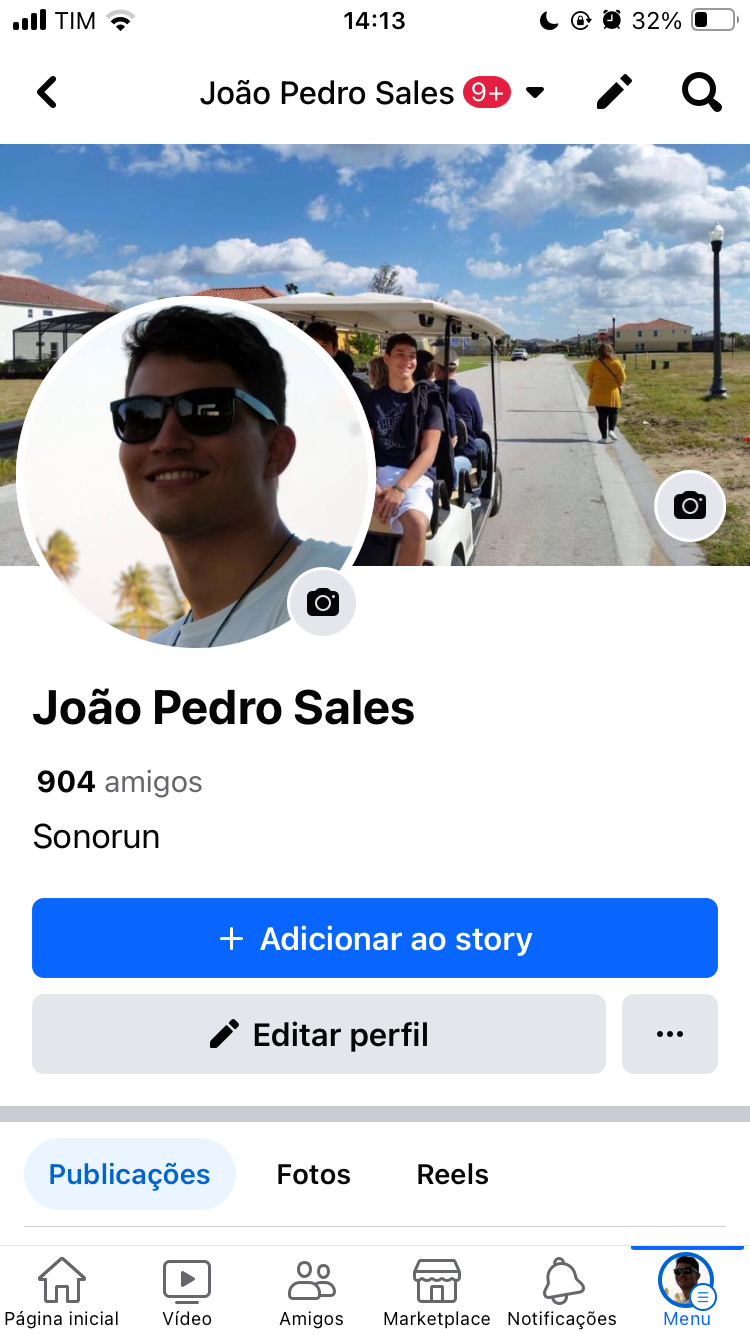 TIM 14:13 32%
João Pedro Sales 9+
João Pedro Sales
904 amigos
Sonorun
+ Adicionar ao story
Editar perfil
Publicações Fotos Reels
Página inicial Vídeo Amigos Marketplace Notificações Menu